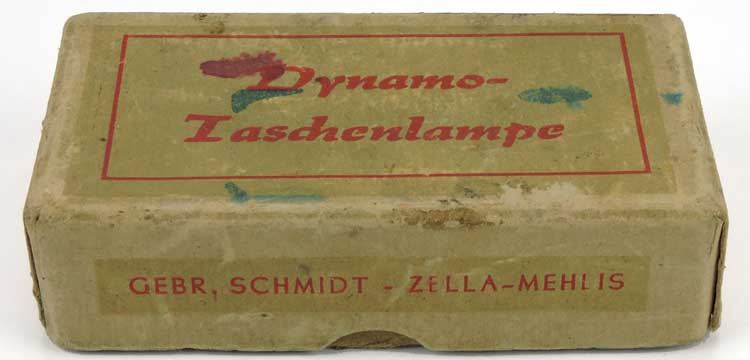 Dynamo-
Taschenlampe
GEBR. SCHMIDT - ZELLA-MEHLIS